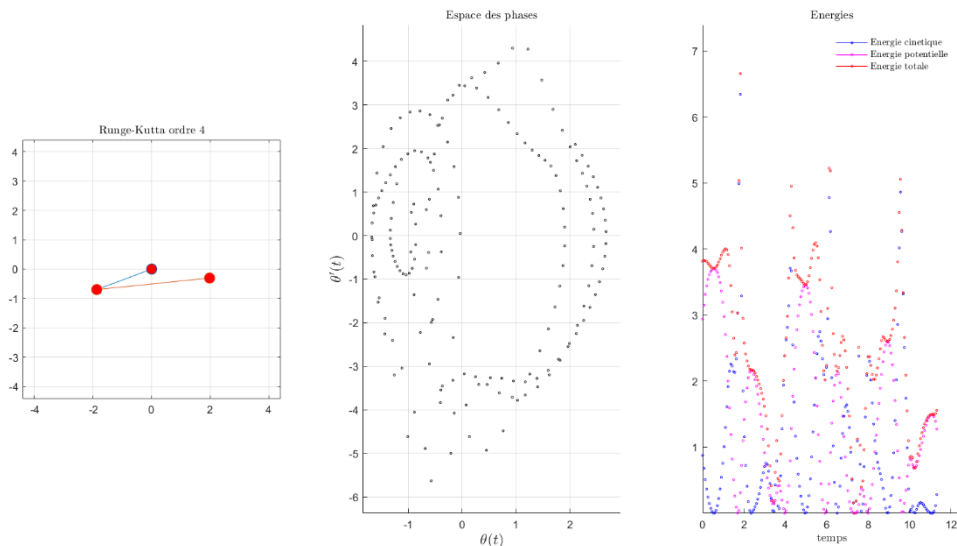 Runge-Kutta ordre 4
4
3
2
1
0
-1
-2
-3
-4
-4 -2 0 2 4
Espace des phases
θ'(t)
4
3
2
1
0
-1
-2
-3
-4
-5
-6
-1 0 1 2
θ(t)
Energies
Energie cinetique
Energie potentielle
Energie totale
7
6
5
4
3
2
1
0 2 4 6 8 10 12
temps